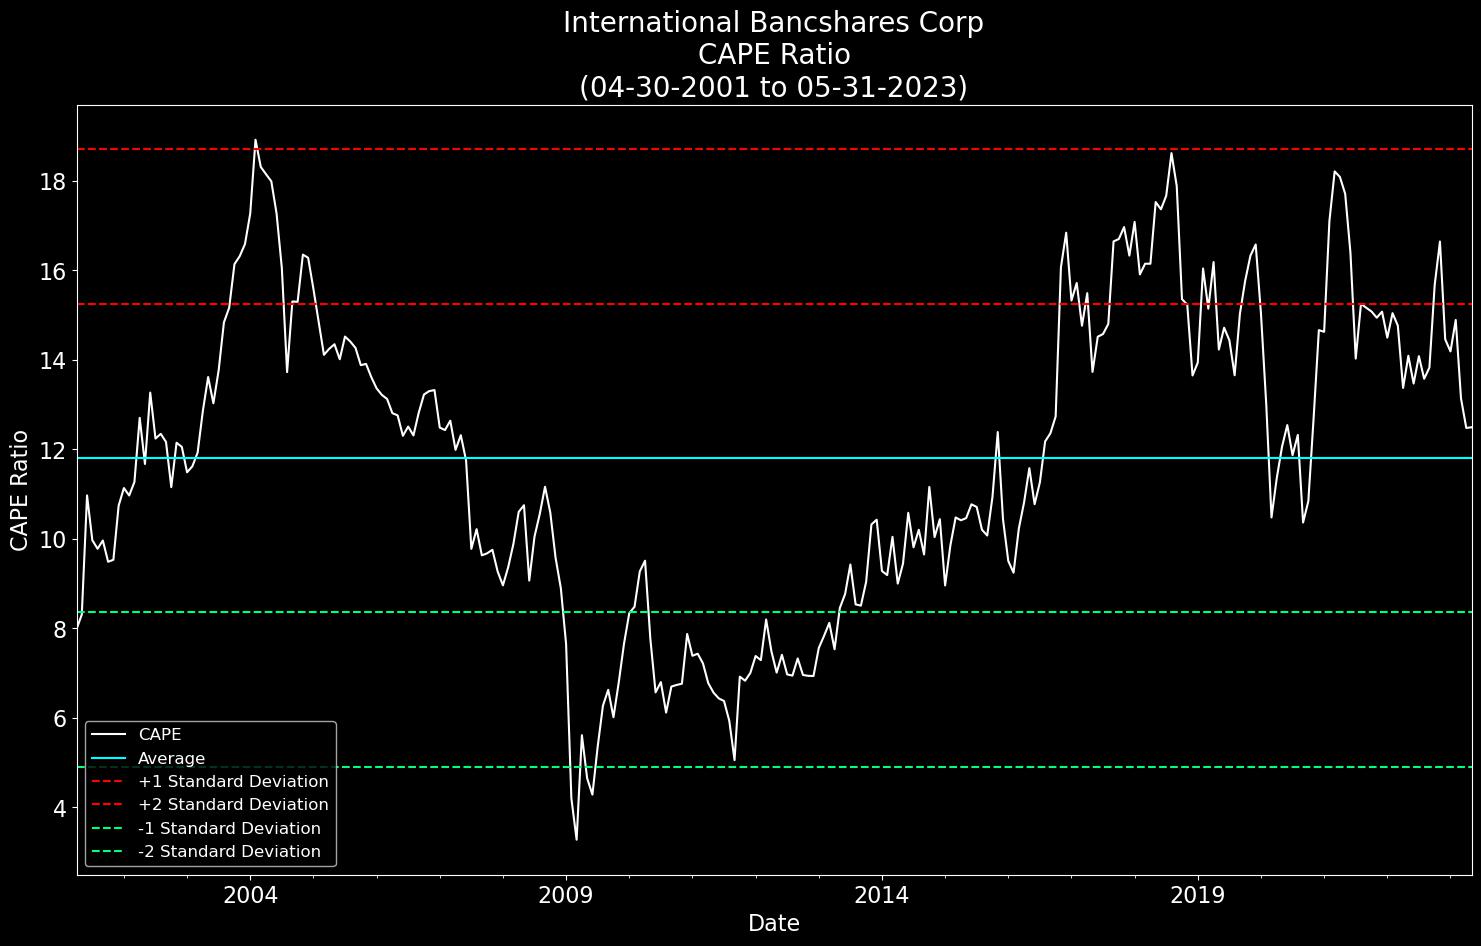 International Bancshares Corp
CAPE Ratio
(04-30-2001 to 05-31-2023)
CAPE Ratio
18
16
14
12
10
8
6
4
CAPE
Average
+1 Standard Deviation
+2 Standard Deviation
-1 Standard Deviation
-2 Standard Deviation
2004
2009
2014
2019
Date